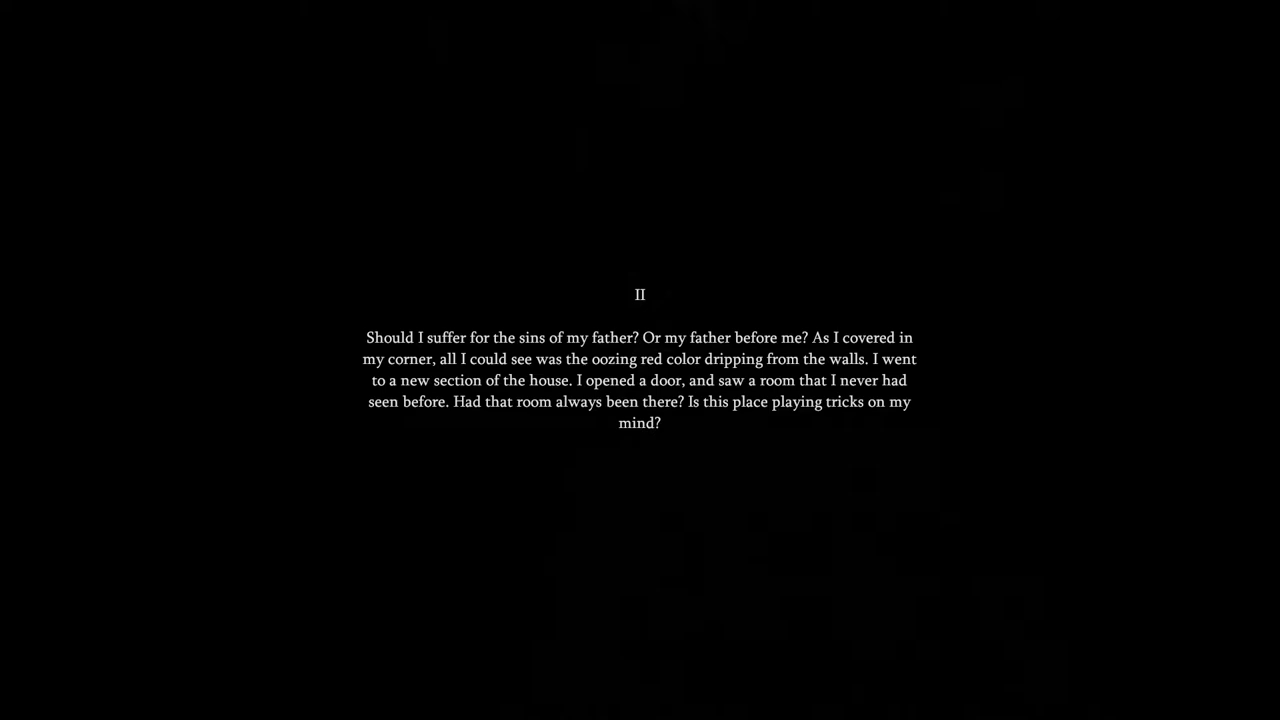 II
Should I suffer for the sins of my father? Or my father before me? As I covered in
my corner, all I could see was the oozing red color dripping from the walls. I went
to a new section of the house. I opened a door, and saw a room that I never had
seen before. Had that room always been there? Is this place playing tricks on my
mind?